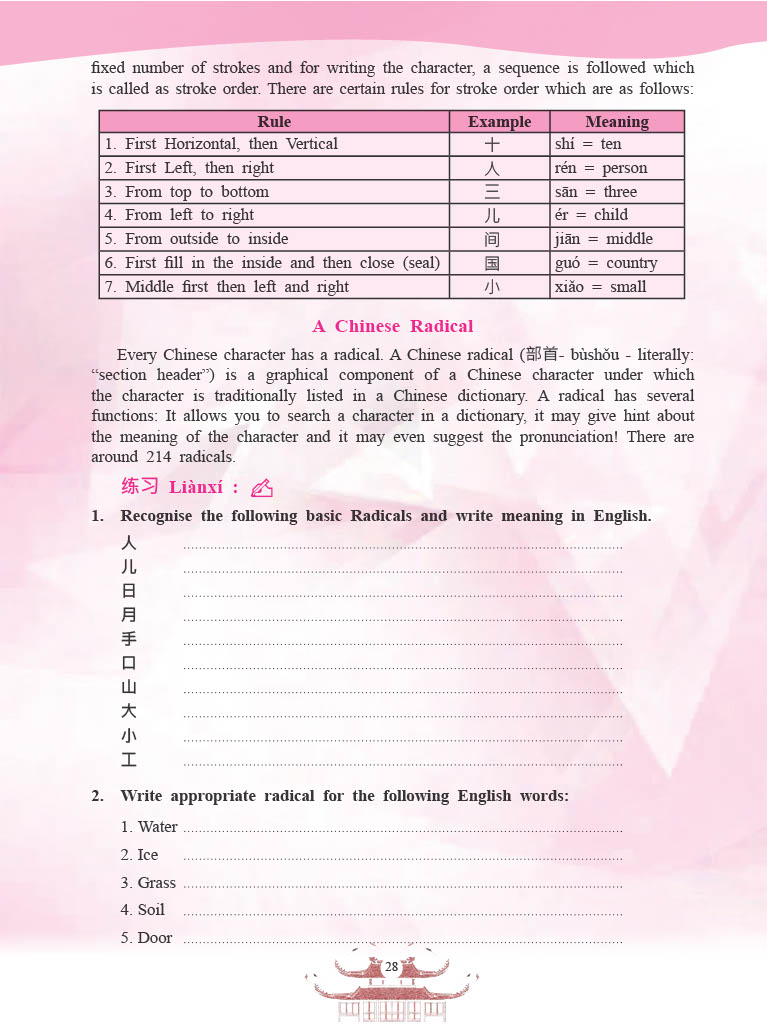 fixed number of strokes and for writing the character, a sequence is followed which
is called as stroke order. There are certain rules for stroke order which are as follows:
Rule Example Meaning
1. First Horizontal, then Vertical 十 shí = ten
2. First Left, then right 人 rén = person
3. From top to bottom 三 sān = three
4. From left to right 儿 ér = child
5. From outside to inside 间 jiān = middle
6. First fill in the inside and then close (seal) 国 guó = country
7. Middle first then left and right 小 xiǎo = small
A Chinese Radical
Every Chinese character has a radical. A Chinese radical (部首- bùshǒu - literally:
“section header”) is a graphical component of a Chinese character under which
the character is traditionally listed in a Chinese dictionary. A radical has several
functions: It allows you to search a character in a dictionary, it may give hint about
the meaning of the character and it may even suggest the pronunciation! There are
around 214 radicals.
练习 Liànxí :
1. Recognise the following basic Radicals and write meaning in English.
人 ................................................................
儿 ................................................................
日 ................................................................
月 ................................................................
手 ................................................................
口 ................................................................
山 ................................................................
大 ................................................................
小 ................................................................
工 ................................................................
2. Write appropriate radical for the following English words:
1. Water ................................................................
2. Ice ................................................................
3. Grass ................................................................
4. Soil ................................................................
5. Door ................................................................
28